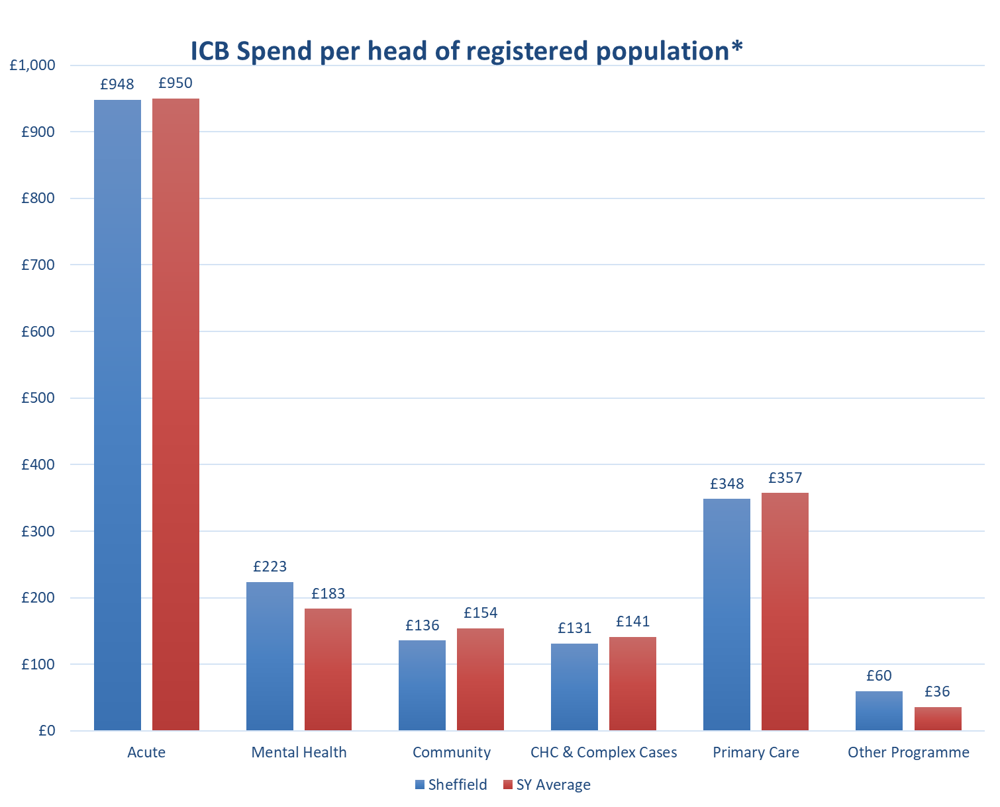 ICB Spend per head of registered population*
£1,000
£900
£800
£700
£600
£500
£400
£300
£200
£100
£0
£948
£950
£223
£183
£136
£154
£131
£141
£348
£357
£60
£36
Acute
Mental Health
Community
CHC & Complex Cases
Primary Care
Other Programme
Sheffield
SY Average